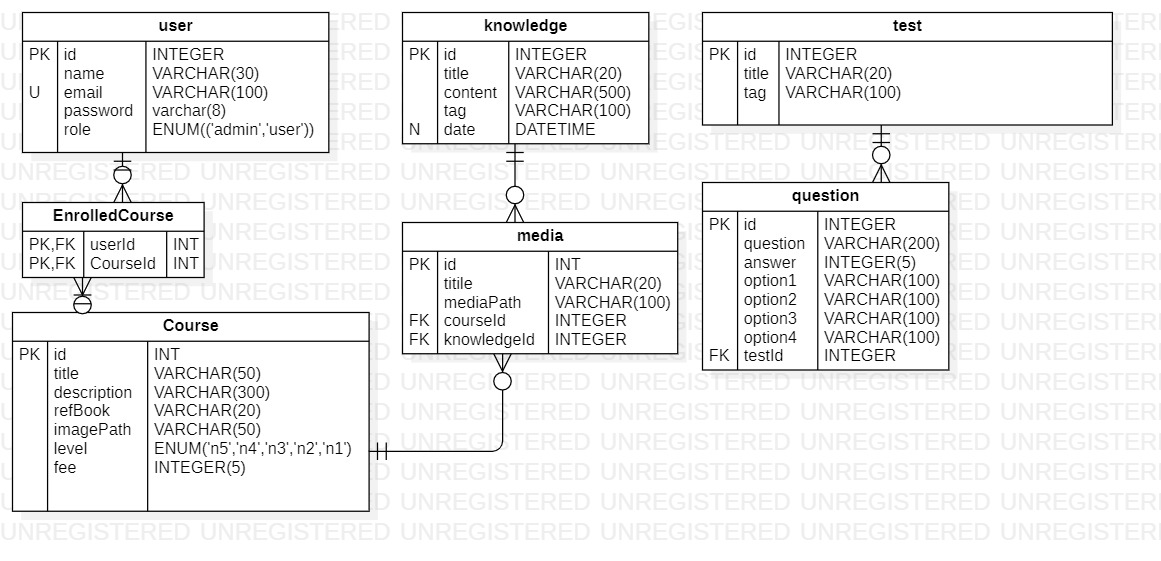 user
PK id INTEGER
name VARCHAR(30)
U email VARCHAR(100)
password varchar(8)
role ENUM(('admin','user'))
knowledge
PK id INTEGER
title VARCHAR(20)
content VARCHAR(500)
tag VARCHAR(100)
N date DATETIME
test
PK id INTEGER
title VARCHAR(20)
tag VARCHAR(100)
EnrolledCourse
PK,FK userId INT
PK,FK CourseId INT
media
PK id INT
titile VARCHAR(20)
mediaPath VARCHAR(100)
FK courseId INTEGER
FK knowledgeId INTEGER
question
PK id INTEGER
question VARCHAR(200)
answer INTEGER(5)
option1 VARCHAR(100)
option2 VARCHAR(100)
option3 VARCHAR(100)
option4 VARCHAR(100)
FK testId INTEGER
Course
PK id INT
title VARCHAR(50)
description VARCHAR(300)
refBook VARCHAR(20)
imagePath VARCHAR(50)
level ENUM('n5','n4','n3','n2','n1')
fee INTEGER(5)
UNREGISTERED UNREGISTERED UNREGISTERED UNREGISTERED UNREGISTERED UNREGISTERED